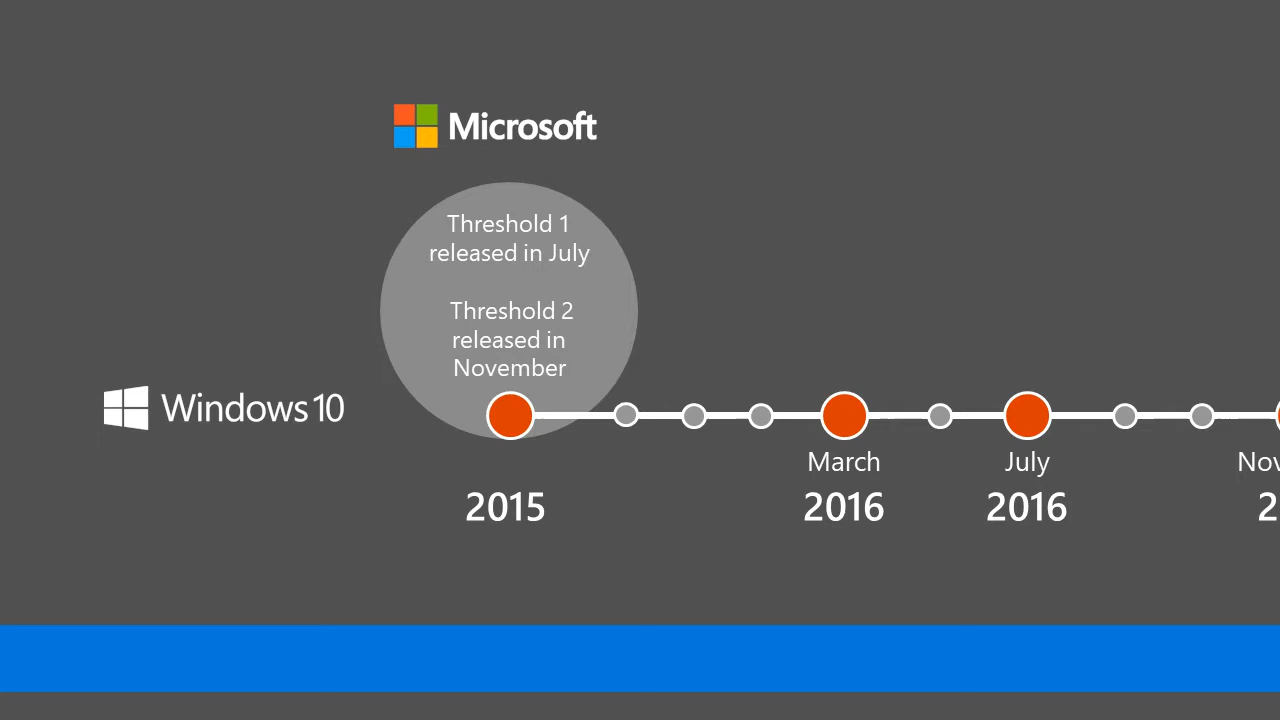 Microsoft
Threshold 1
released in July
Threshold 2
released in
November
Windows 10
March
July
2015
2016
2016